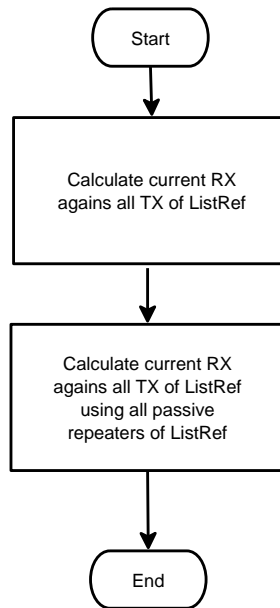 Start
Calculate current RX
agains all TX of ListRef
Calculate current RX
agains all TX of ListRef
using all passive
repeaters of ListRef
End